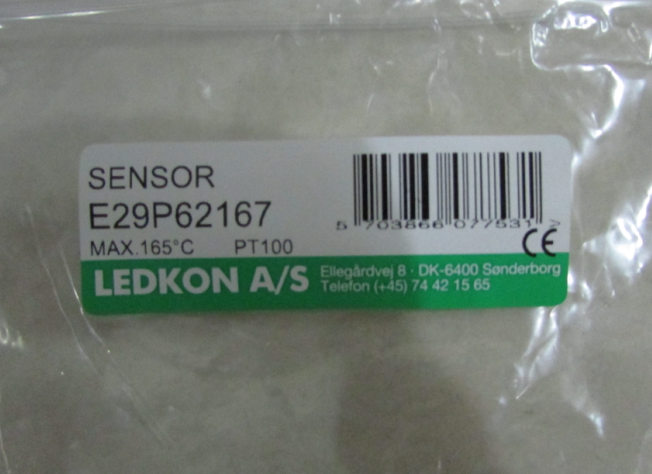 SENSOR
E29P62167
MAX.165°C PT100
5 703866 077531 >
CE
LEDKON A/S
Ellegårdvej 8 · DK-6400 Sønderborg
Telefon (+45) 74 42 15 65